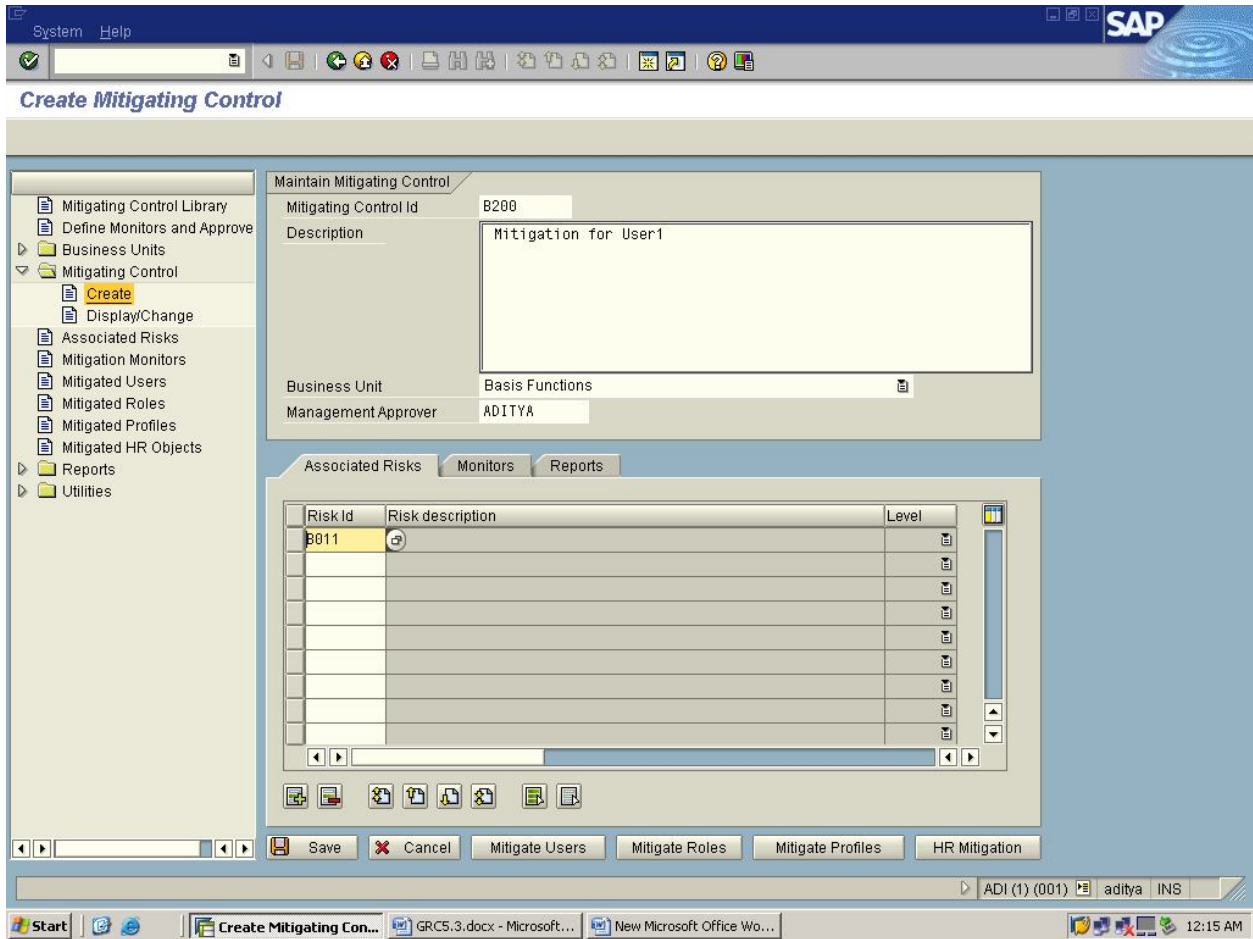 System Help
SAP
Create Mitigating Control
Mitigating Control Library
Define Monitors and Approve
Business Units
Mitigating Control
Create
Display/Change
Associated Risks
Mitigation Monitors
Mitigated Users
Mitigated Roles
Mitigated Profiles
Mitigated HR Objects
Reports
Utilities
Maintain Mitigating Control
Mitigating Control Id B200
Description Mitigation for User1
Business Unit Basis Functions
Management Approver ADITYA
Associated Risks Monitors Reports
Risk Id Risk description Level
B011
Save Cancel Mitigate Users Mitigate Roles Mitigate Profiles HR Mitigation
ADI (1) (001) aditya INS
Start Create Mitigating Con... GRC5.3.docx - Microsoft... New Microsoft Office Wo... 12:15 AM